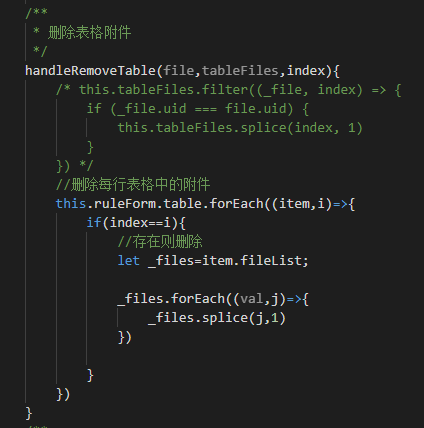 /**
 * 删除表格附件
 */
handleRemoveTable(file,tableFiles,index){
    /* this.tableFiles.filter((_file, index) => {
        if (_file.uid === file.uid) {
            this.tableFiles.splice(index, 1)
        }
    }) */
    //删除每行表格中的附件
    this.ruleForm.table.forEach((item,i)=>{
        if(index==i){
            //存在则删除
            let _files=item.fileList;

            _files.forEach((val,j)=>{
                _files.splice(j,1)
            })

        }
    })
}